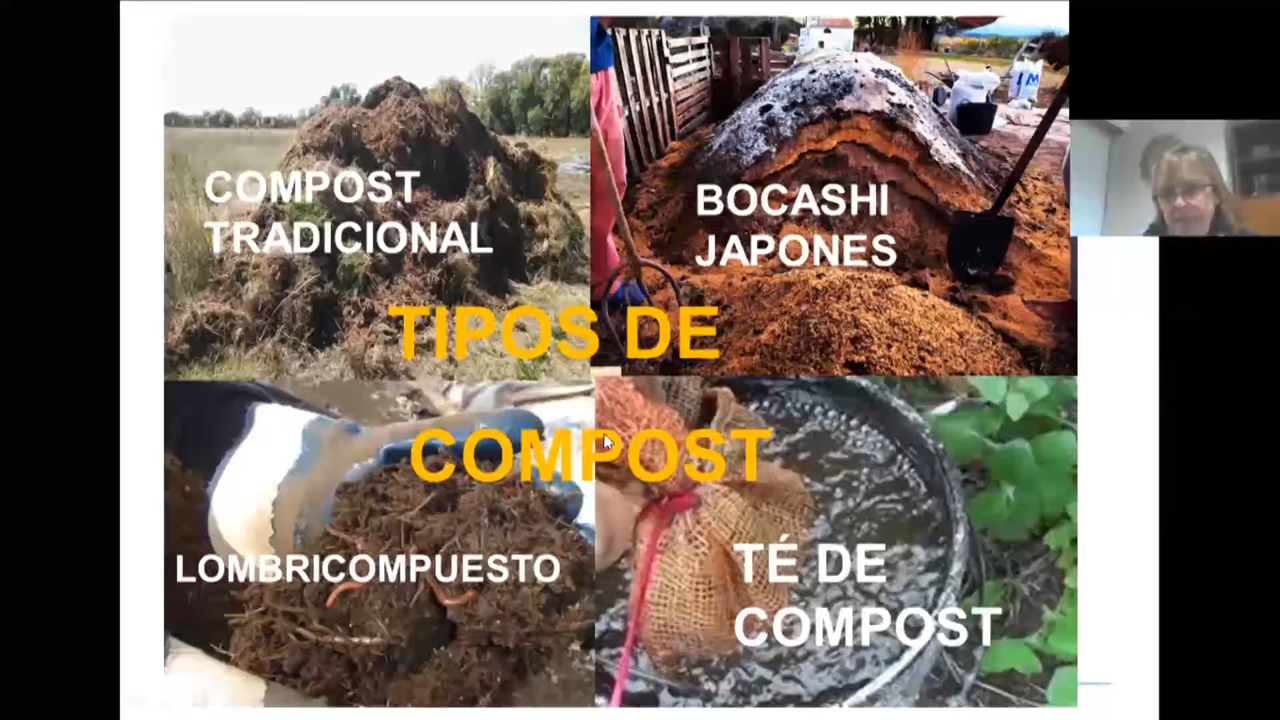 COMPOST
TRADICIONAL
BOCASHI
JAPONES
TIPOS DE
COMPOST
LOMBRICOMPUESTO
TÉ DE
COMPOST